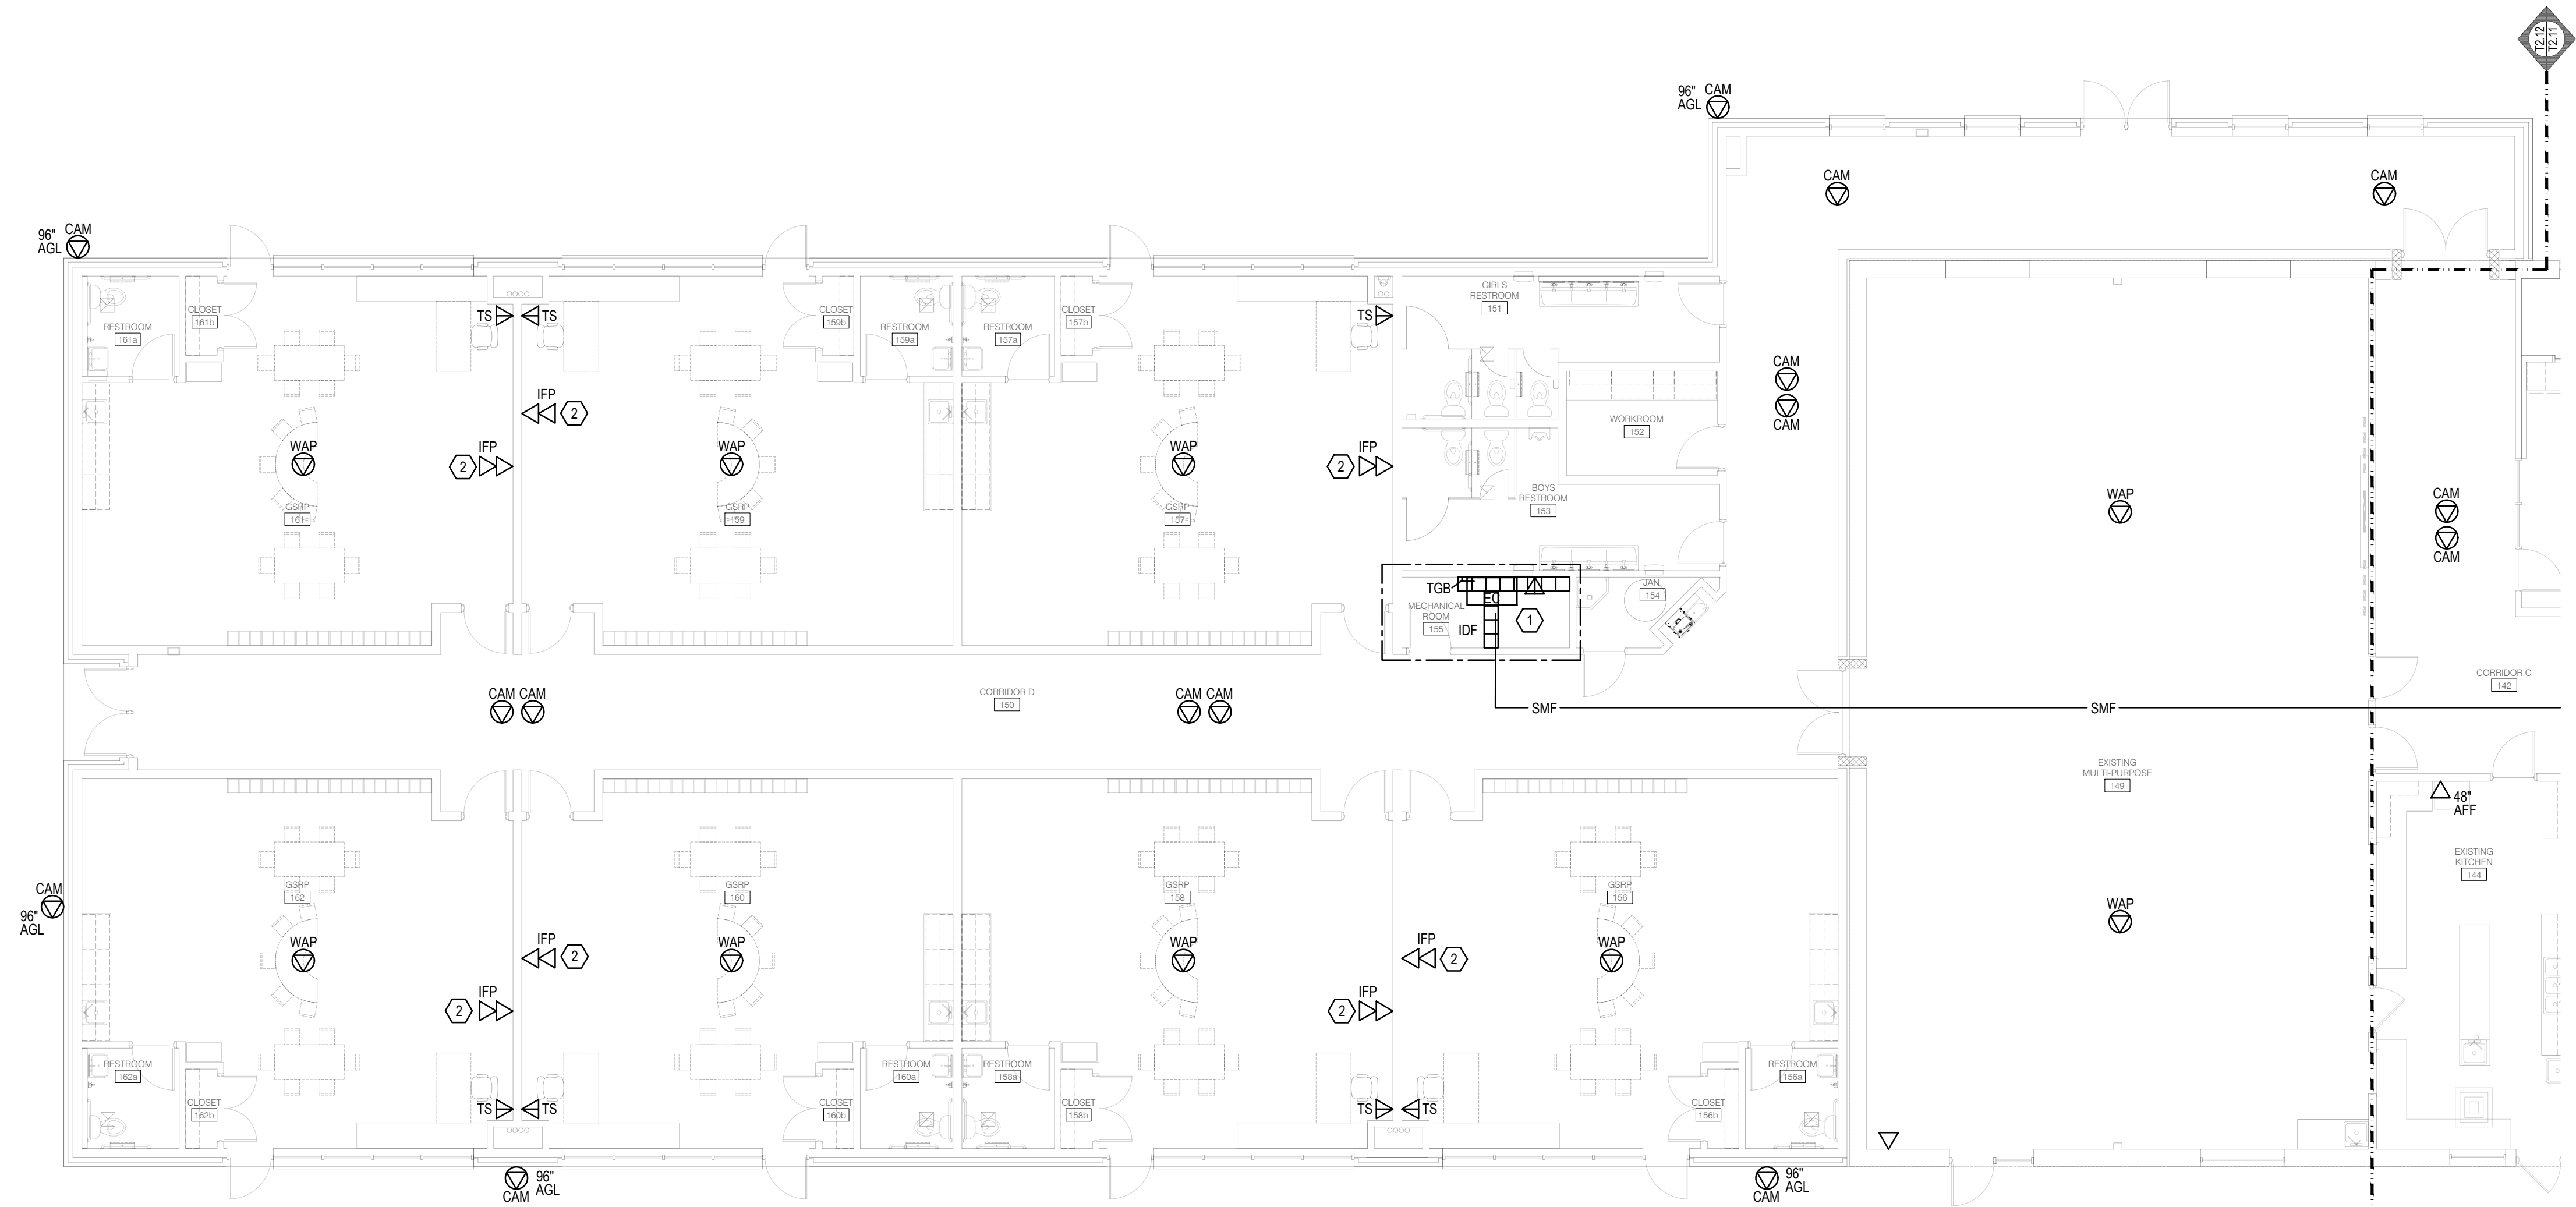 T2.12
T2.11
96" CAM
AGL
CAM
CAM
96" CAM
AGL
GIRLS
RESTROOM
151
CLOSET
161b
RESTROOM
161a
TS
TS
CLOSET
159b
RESTROOM
159a
RESTROOM
157a
CLOSET
157b
TS
CAM
CAM
IFP
2
WORKROOM
152
WAP
IFP
2
WAP
WAP
IFP
2
GSRP
161
GSRP
159
GSRP
157
BOYS
RESTROOM
153
WAP
CAM
CAM
TGB
EC
MECHANICAL
ROOM
155
IDF
1
JAN.
154
CORRIDOR D
150
CAM CAM
CAM CAM
SMF
SMF
CORRIDOR C
142
EXISTING
MULTI-PURPOSE
149
48"
AFF
EXISTING
KITCHEN
144
CAM
96"
AGL
GSRP
162
GSRP
160
GSRP
158
GSRP
156
WAP
WAP
IFP
2
WAP
WAP
IFP
2
WAP
IFP
2
IFP
2
RESTROOM
162a
CLOSET
162b
TS
TS
CLOSET
160b
RESTROOM
160a
RESTROOM
158a
CLOSET
158b
TS
TS
CLOSET
156b
RESTROOM
156a
CAM
96"
AGL
CAM
96"
AGL